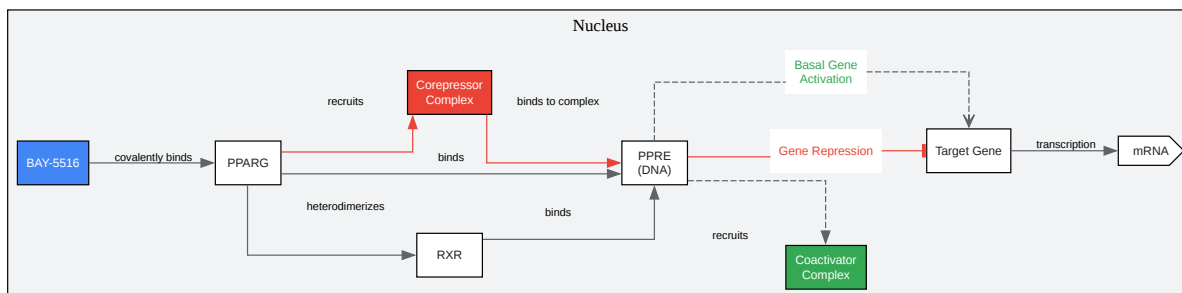 Nucleus
Basal Gene
Activation
Corepressor
Complex
recruits
binds to complex
BAY-5516
covalently binds
PPARG
binds
PPRE
(DNA)
Gene Repression
Target Gene
transcription
mRNA
heterodimerizes
binds
recruits
RXR
Coactivator
Complex